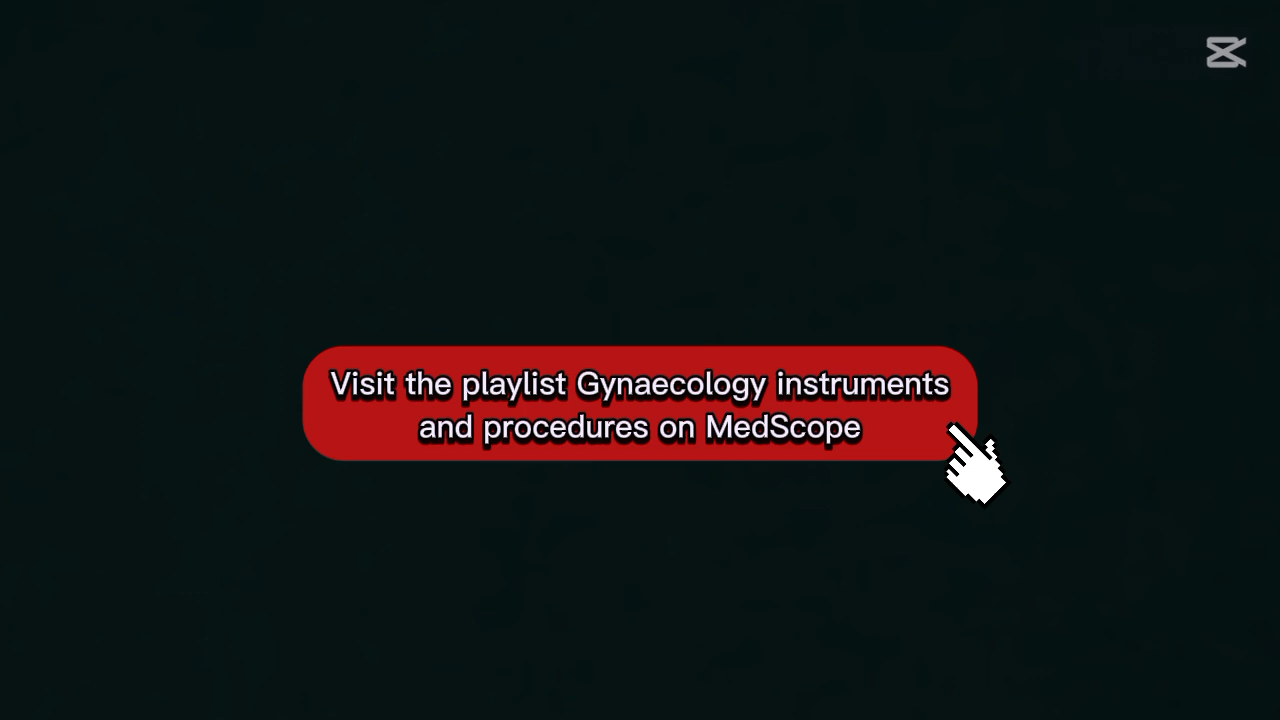 Visit the playlist Gynaecology instruments
and procedures on MedScope